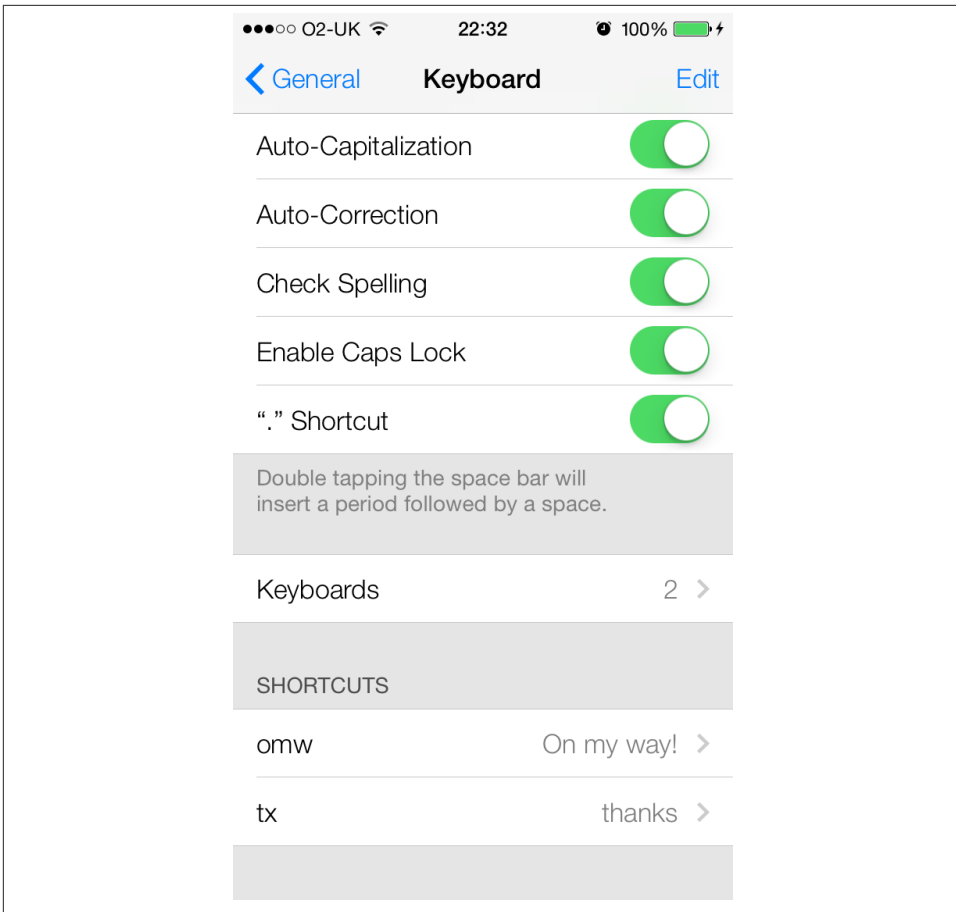 O2-UK 22:32 100%
General Keyboard Edit
Auto-Capitalization
Auto-Correction
Check Spelling
Enable Caps Lock
“.” Shortcut
Double tapping the space bar will
insert a period followed by a space.
Keyboards 2
SHORTCUTS
omw On my way!
tx thanks